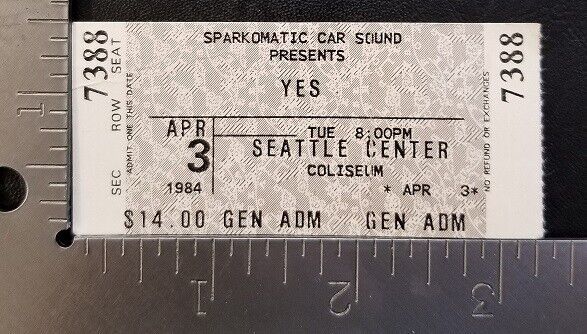 7388
SEAT
ROW
SEC
ADMIT ONE THIS DATE
SPARKOMATIC CAR SOUND
PRESENTS
YES
APR
3
1984
TUE 8:00PM
SEATTLE CENTER
COLISEUM
* APR 3*
$14.00 GEN ADM GEN ADM
NO REFUND OR EXCHANGES
7388
1
2
1
2
3